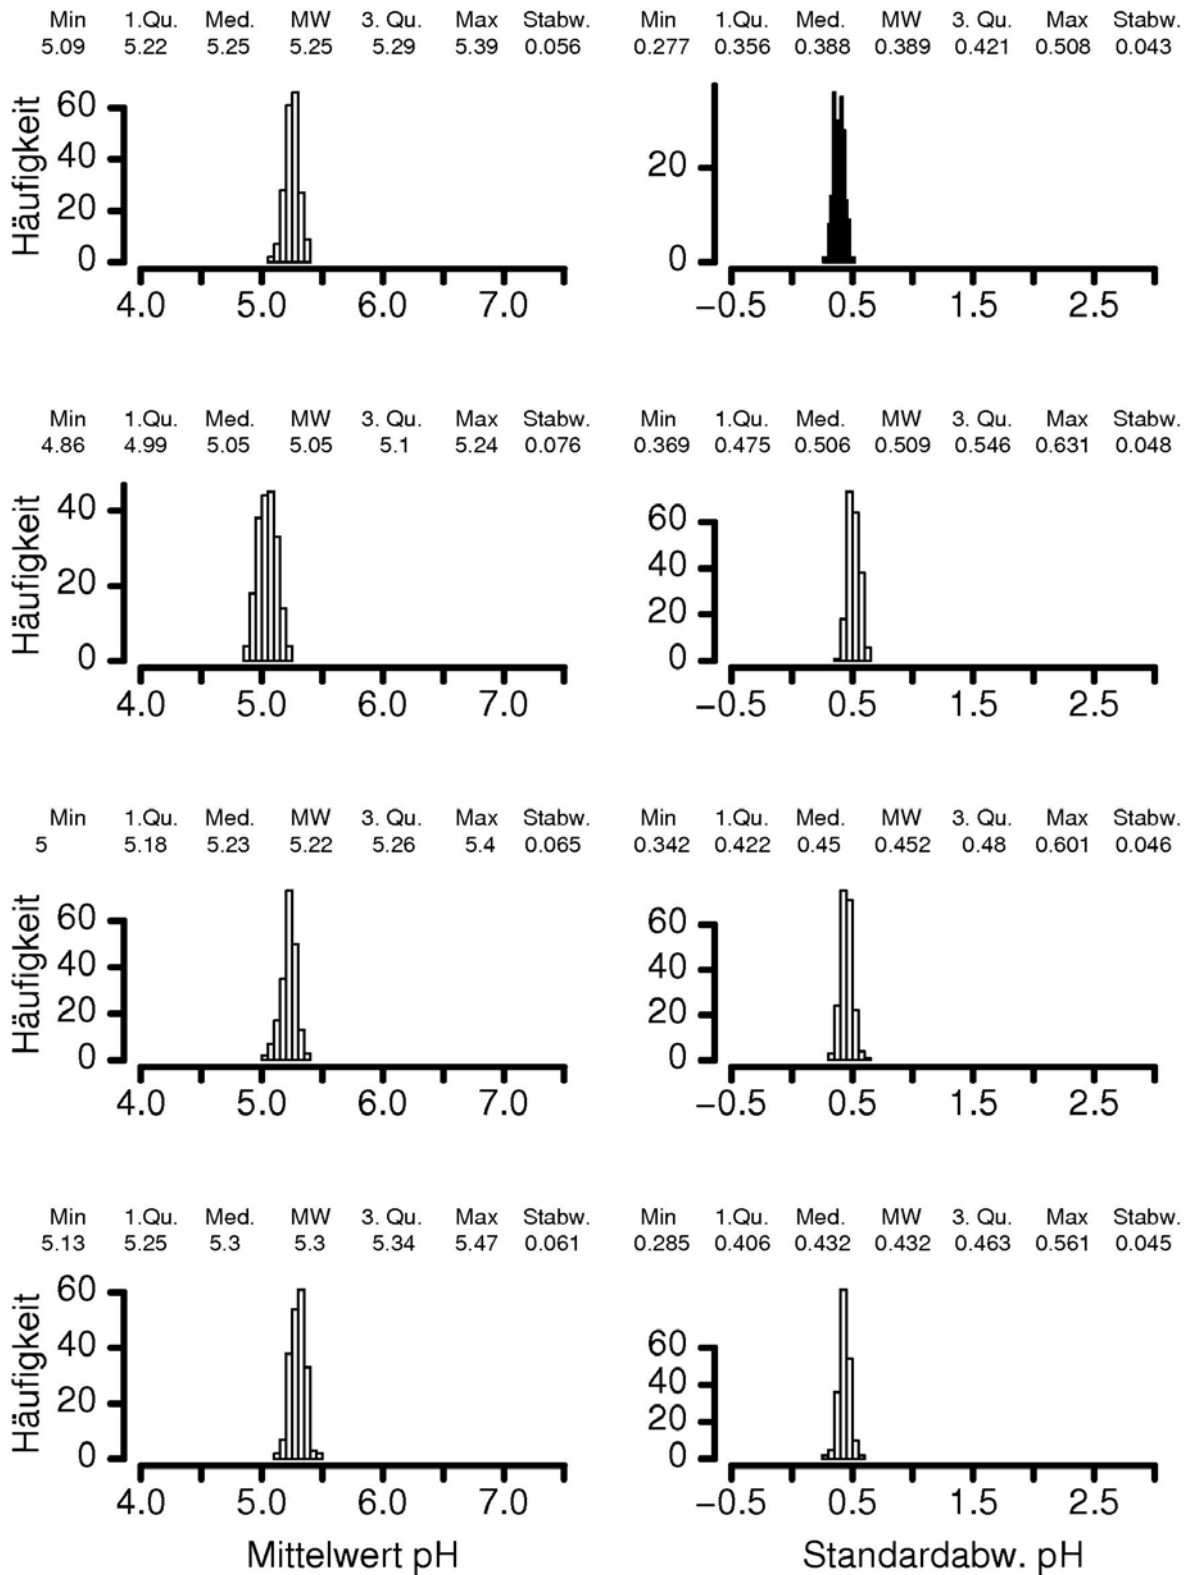 Min 1.Qu. Med. MW 3. Qu. Max Stabw. Min 1.Qu. Med. MW 3. Qu. Max Stabw.
5.09 5.22 5.25 5.25 5.29 5.39 0.056 0.277 0.356 0.388 0.389 0.421 0.508 0.043
Häufigkeit
60
40
20
0
4.0 5.0 6.0 7.0
20
0
−0.5 0.5 1.5 2.5
Min 1.Qu. Med. MW 3. Qu. Max Stabw. Min 1.Qu. Med. MW 3. Qu. Max Stabw.
4.86 4.99 5.05 5.05 5.1 5.24 0.076 0.369 0.475 0.506 0.509 0.546 0.631 0.048
Häufigkeit
40
20
0
4.0 5.0 6.0 7.0
60
40
20
0
−0.5 0.5 1.5 2.5
Min 1.Qu. Med. MW 3. Qu. Max Stabw. Min 1.Qu. Med. MW 3. Qu. Max Stabw.
5 5.18 5.23 5.22 5.26 5.4 0.065 0.342 0.422 0.45 0.452 0.48 0.601 0.046
Häufigkeit
60
40
20
0
4.0 5.0 6.0 7.0
60
40
20
0
−0.5 0.5 1.5 2.5
Min 1.Qu. Med. MW 3. Qu. Max Stabw. Min 1.Qu. Med. MW 3. Qu. Max Stabw.
5.13 5.25 5.3 5.3 5.34 5.47 0.061 0.285 0.406 0.432 0.432 0.463 0.561 0.045
Häufigkeit
60
40
20
0
4.0 5.0 6.0 7.0
Mittelwert pH
60
40
20
0
−0.5 0.5 1.5 2.5
Standardabw. pH